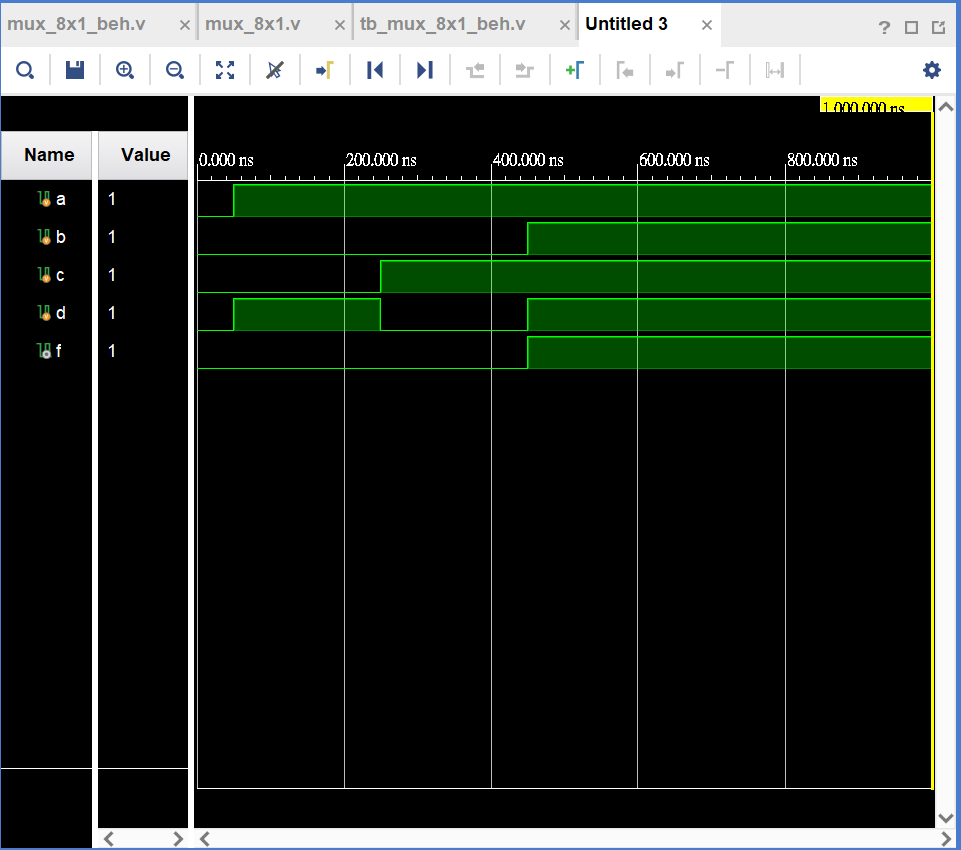 mux_8x1_beh.v × mux_8x1.v × tb_mux_8x1_beh.v × Untitled 3 × ?
1,000.000 ns
Name Value 0.000 ns 200.000 ns 400.000 ns 600.000 ns 800.000 ns
a 1
b 1
c 1
d 1
f 1